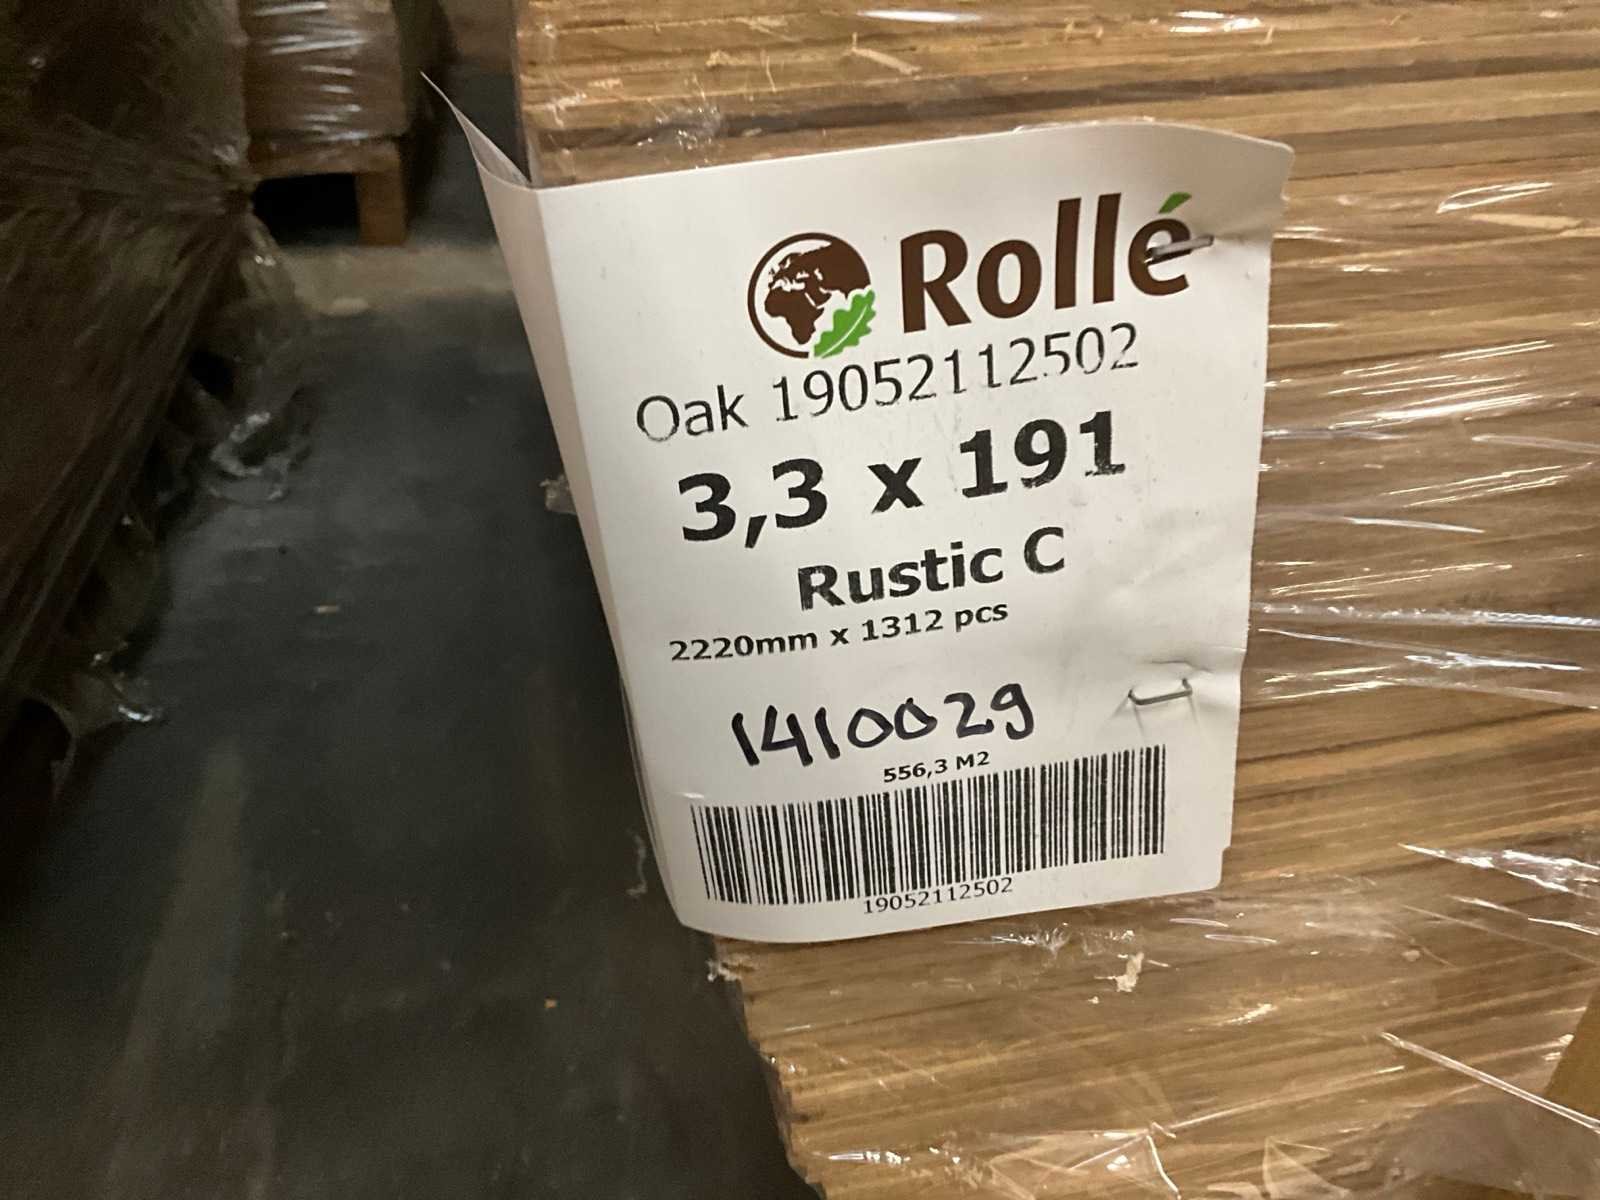 Rollé
Oak 19052112502
3,3 x 191
Rustic C
2220mm x 1312 pcs
1410029
556,3 M2
19052112502